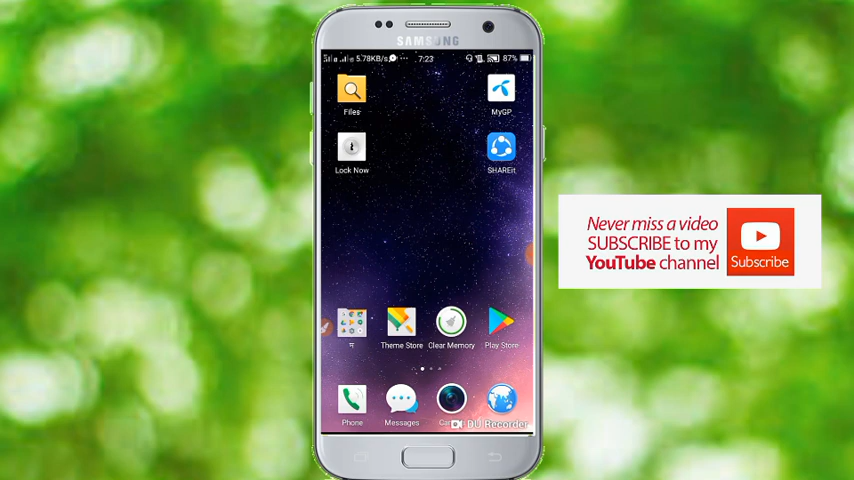 SAMSUNG
5.78KB/s ... 7:23 87%
Files
MyGP
Lock Now
SHAREit
Theme Store
Clear Memory
Play Store
Phone
Messages
DU Recorder
Never miss a video
SUBSCRIBE to my
YouTube channel
Subscribe